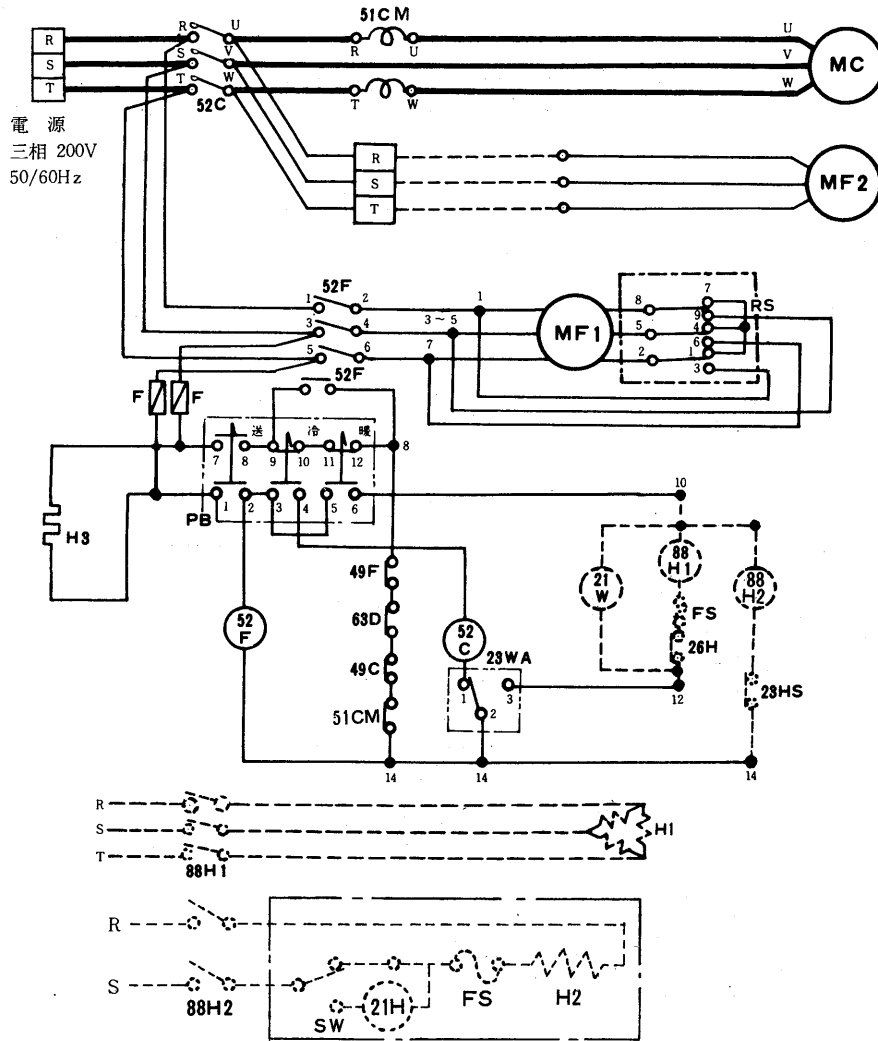 R U 51CM U
R S V R U V MC
S T W W
T 52C T W
電 源
三相 200V
50/60Hz
R
S MF2
T
52F 7
1 2 1 8 RS
3 4 3～5 MF1 5 9 4
5 6 7 2 6 1
52F 3
F F
送 冷 暖
7 8 9 10 11 12 8
1 2 3 4 5 6 10
PB
H3
88 H1
21 W 88 H2
49F
FS
63D 26H
52 F 52 C 23WA
49C 1 3 12 23HS
2
51CM
14 14 14
R
S H1
T
88H1
R
S
88H2 SW 21H FS H2